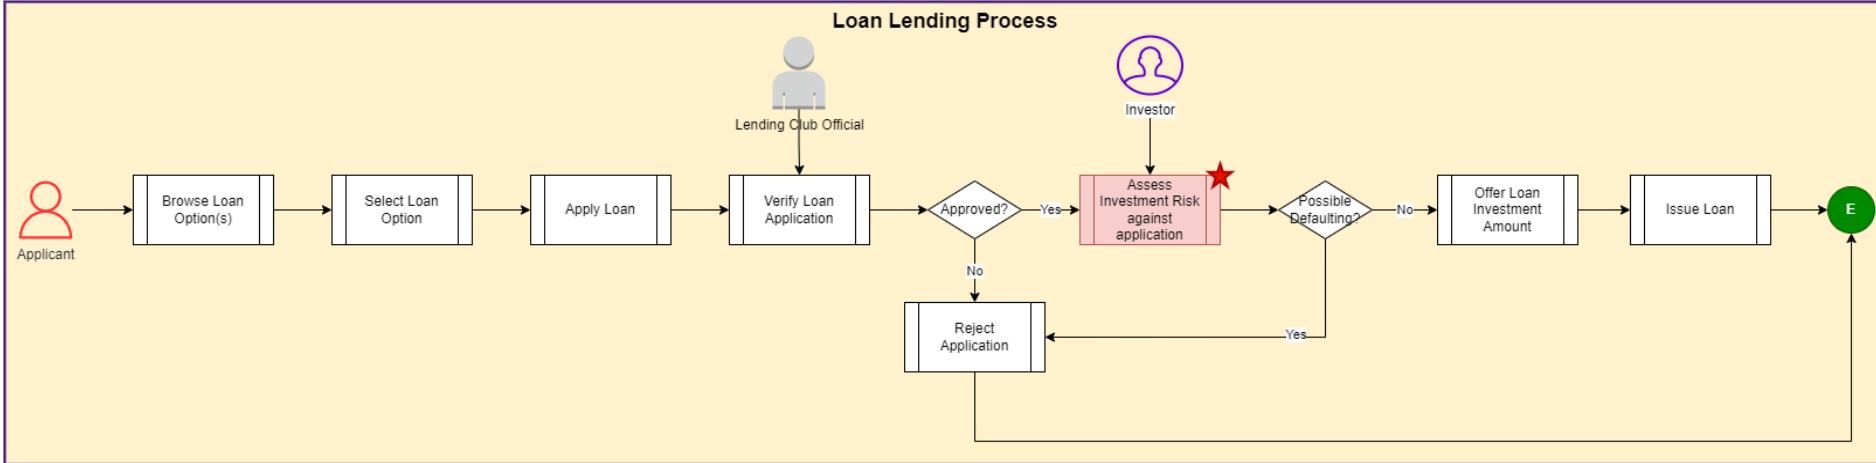 Loan Lending Process
Lending Club Official
Investor
Applicant
Browse Loan
Option(s)
Select Loan
Option
Apply Loan
Verify Loan
Application
Approved?
Yes
Assess
Investment Risk
against
application
Possible
Defaulting?
No
Offer Loan
Investment
Amount
Issue Loan
E
No
Reject
Application
Yes